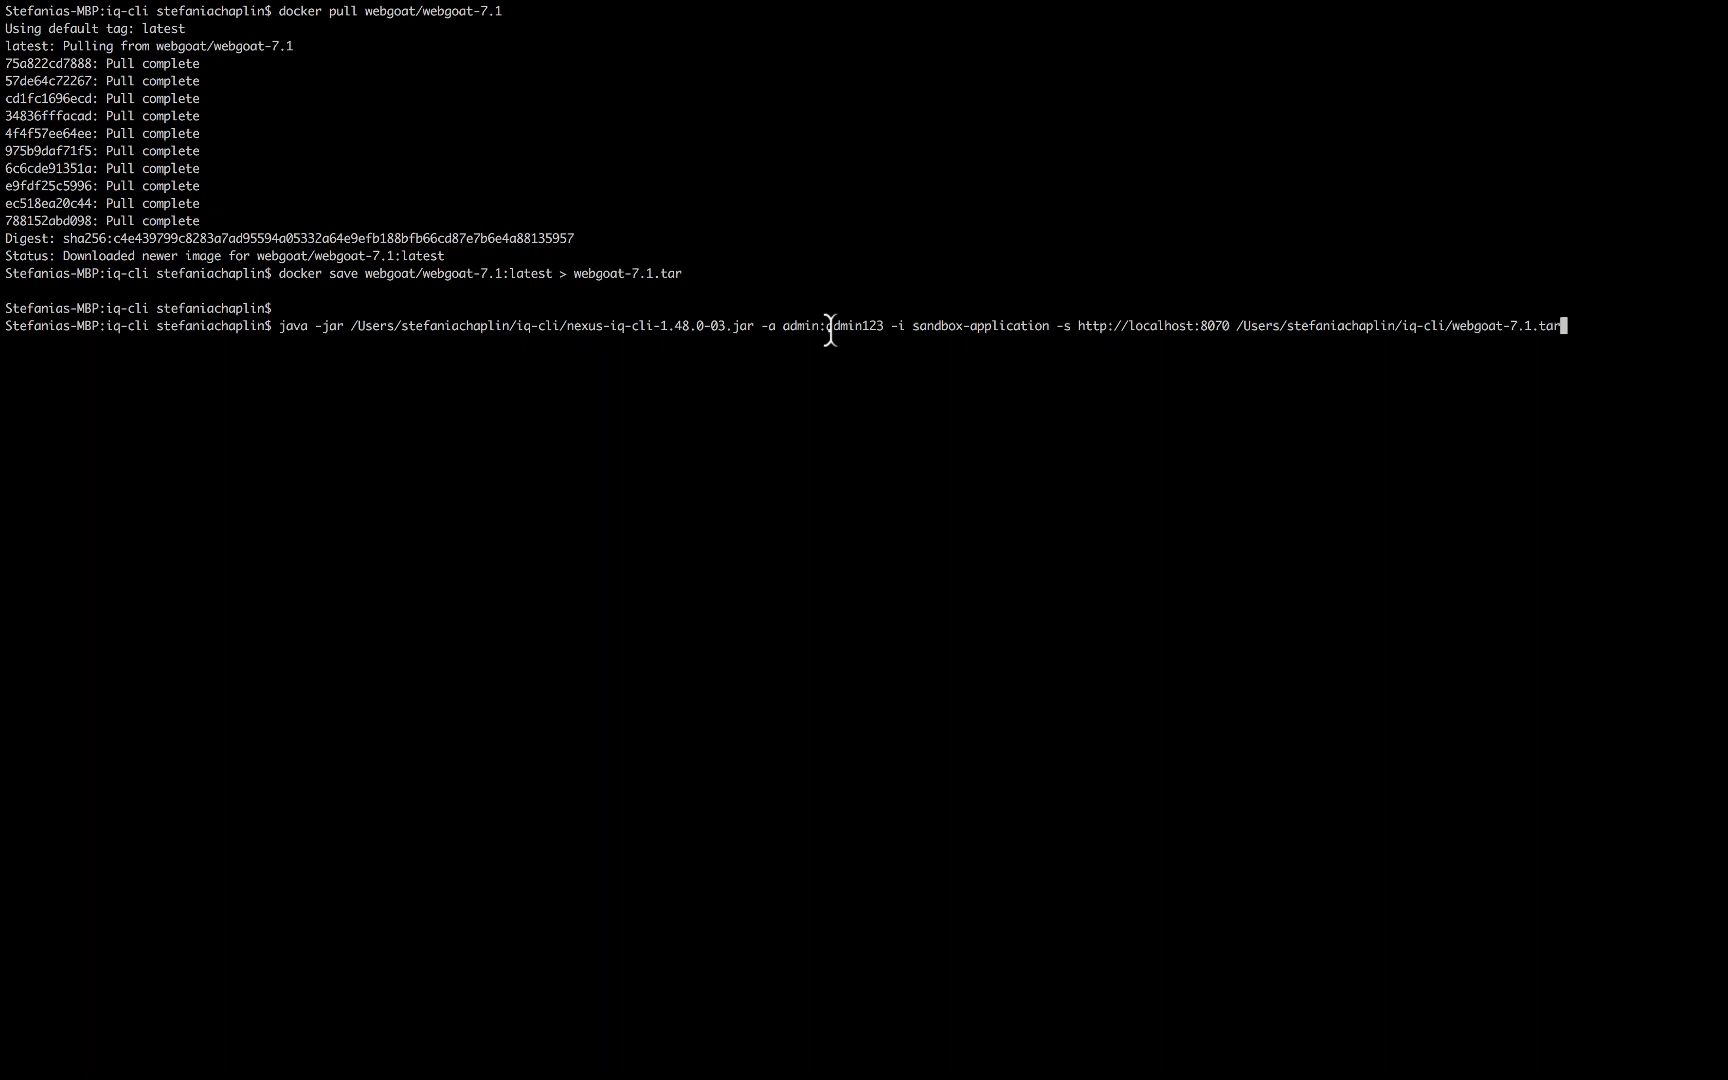 Stefanias-MBP:iq-cli stefaniachaplin$ docker pull webgoat/webgoat-7.1
Using default tag: latest
latest: Pulling from webgoat/webgoat-7.1
75a822cd7888: Pull complete
57de64c72267: Pull complete
cd1fc1696ecd: Pull complete
34836fffacad: Pull complete
4f4f57ee64ee: Pull complete
975b9daf71f5: Pull complete
6c6cde91351a: Pull complete
e9fdf25c5996: Pull complete
ec518ea20c44: Pull complete
788152abd098: Pull complete
Digest: sha256:c4e439799c8283a7ad95594a05332a64e9efb188bfb66cd87e7b6e4a88135957
Status: Downloaded newer image for webgoat/webgoat-7.1:latest
Stefanias-MBP:iq-cli stefaniachaplin$ docker save webgoat/webgoat-7.1:latest > webgoat-7.1.tar
Stefanias-MBP:iq-cli stefaniachaplin$
Stefanias-MBP:iq-cli stefaniachaplin$ java -jar /Users/stefaniachaplin/iq-cli/nexus-iq-cli-1.48.0-03.jar -a admin:admin123 -i sandbox-application -s http://localhost:8070 /Users/stefaniachaplin/iq-cli/webgoat-7.1.tar